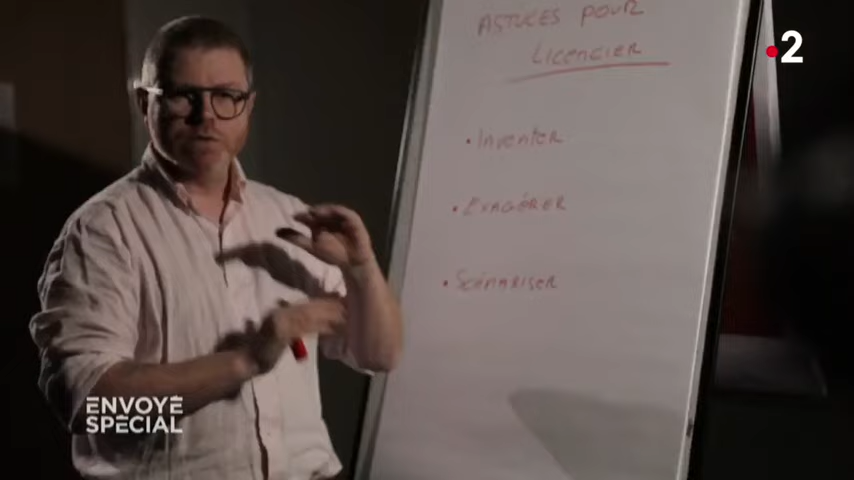 ASTUCES POUR
LICENCIER
• INVENTER
• EXAGÉRER
• SCÉNARISER
2
ENVOYÉ
SPÉCIAL